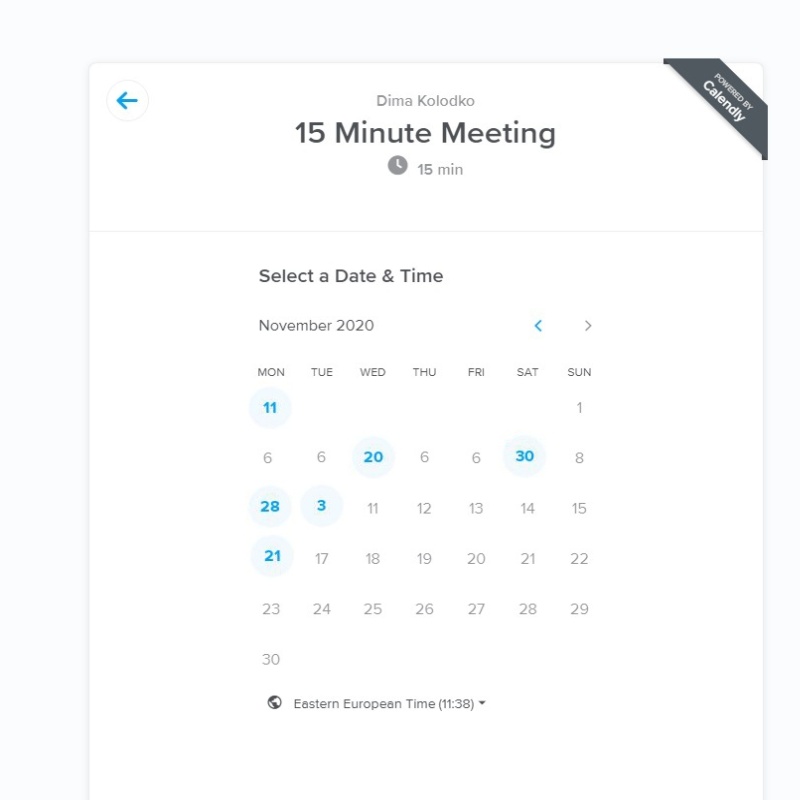 POWERED BY
Calendly
Dima Kolodko
15 Minute Meeting
15 min
Select a Date & Time
November 2020
MON TUE WED THU FRI SAT SUN
11 1
6 6 20 6 6 30 8
28 3 11 12 13 14 15
21 17 18 19 20 21 22
23 24 25 26 27 28 29
30
Eastern European Time (11:38)